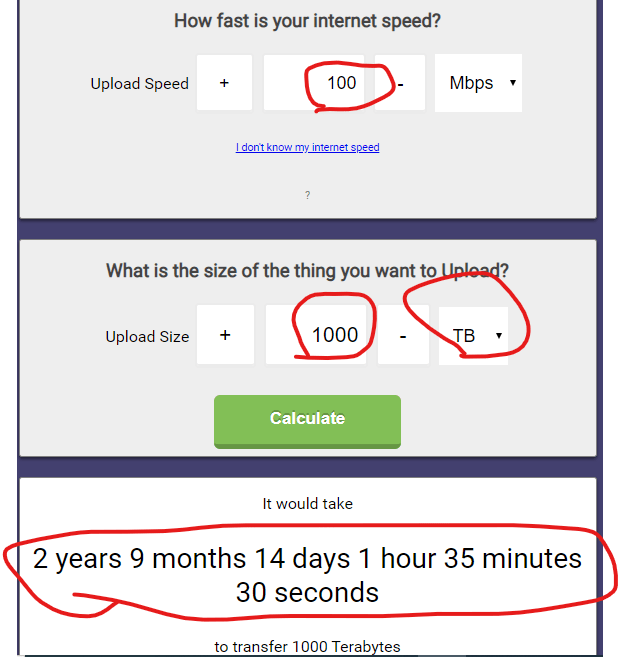 How fast is your internet speed?
Upload Speed + 100 - Mbps
I don't know my internet speed
?
What is the size of the thing you want to Upload?
Upload Size + 1000 - TB
Calculate
It would take
2 years 9 months 14 days 1 hour 35 minutes
30 seconds
to transfer 1000 Terabytes